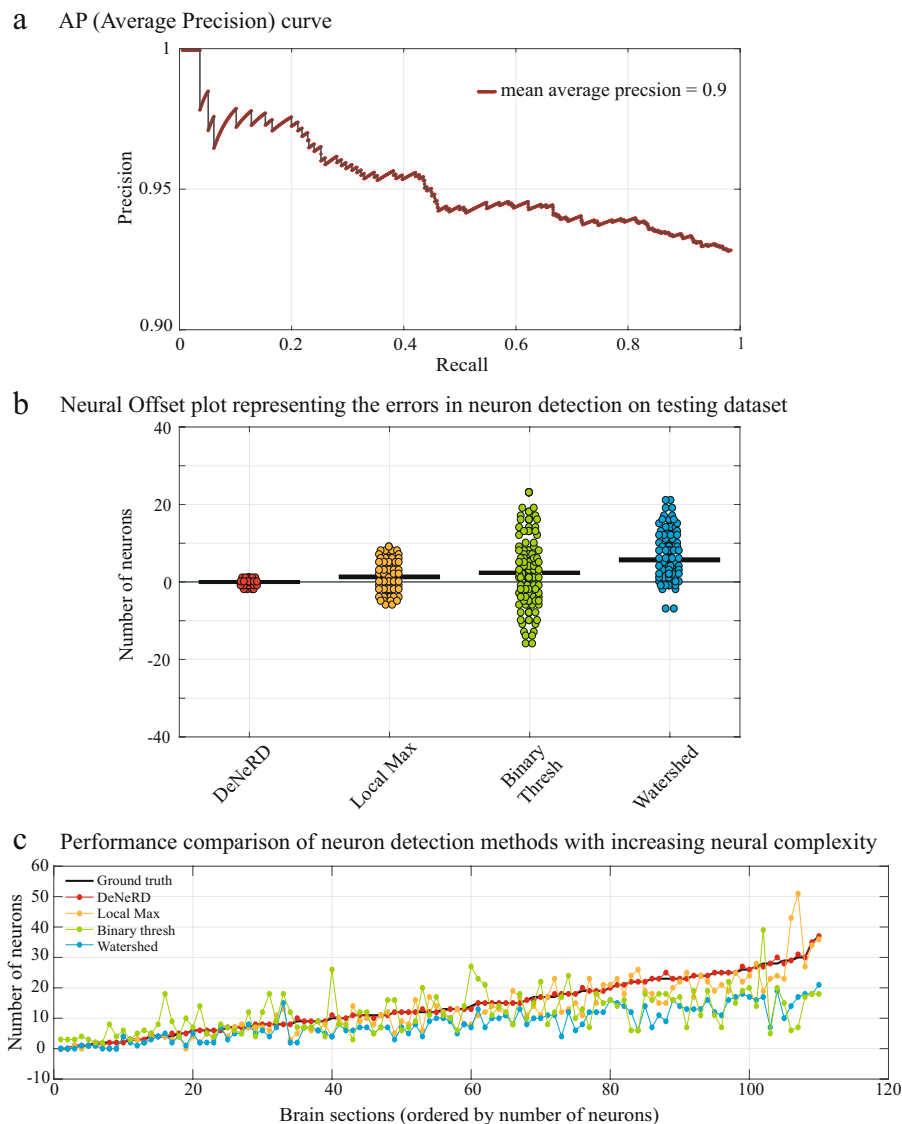 a AP (Average Precision) curve
1
0.95
0.90
Precision
mean average precsion = 0.9
0 0.2 0.4 0.6 0.8 1
Recall
b Neural Offset plot representing the errors in neuron detection on testing dataset
40
20
0
-20
-40
Number of neurons
DeNeRD
Local Max
Binary
Thresh
Watershed
c Performance comparison of neuron detection methods with increasing neural complexity
60
50
40
30
20
10
0
-10
Number of neurons
Ground truth
DeNeRD
Local Max
Binary thresh
Watershed
0 20 40 60 80 100 120
Brain sections (ordered by number of neurons)